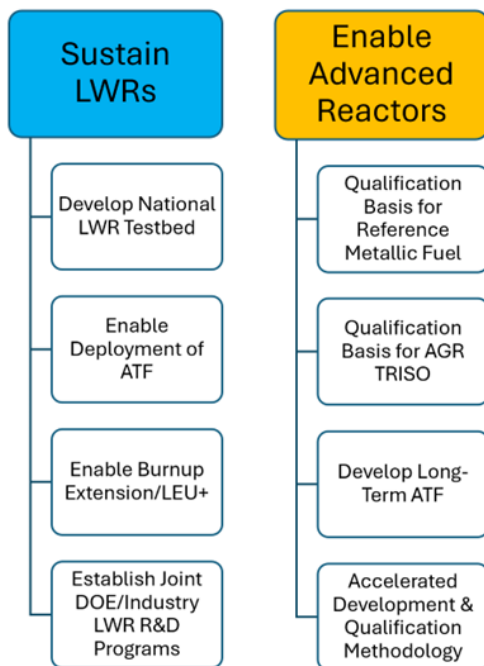 Sustain
LWRs
Develop National
LWR Testbed
Enable
Deployment of
ATF
Enable Burnup
Extension/LEU+
Establish Joint
DOE/Industry
LWR R&D
Programs
Enable
Advanced
Reactors
Qualification
Basis for
Reference
Metallic Fuel
Qualification
Basis for AGR
TRISO
Develop Long-
Term ATF
Accelerated
Development &
Qualification
Methodology